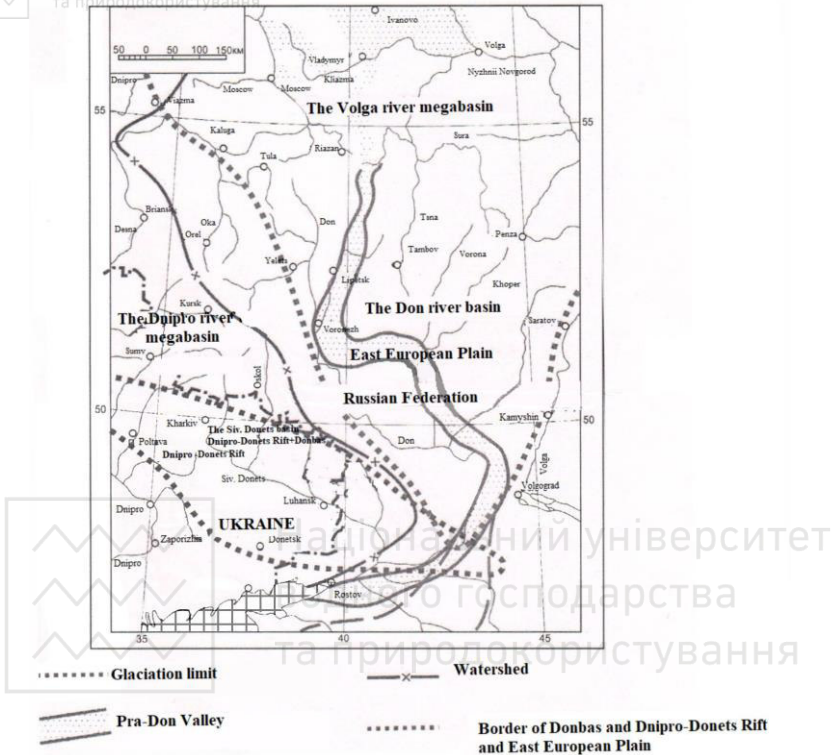 та природокористування
Ivanovo
50 0 50 100 150км
Volga
Vladymyr
Nyzhnii Novgorod
Kliazma
Dnipro
Moscow
Moscow
Viazma
The Volga river megabasin
55
55
Kaluga
Sura
Riazan
Tula
Briansk
Oka
Don
Tsna
Desna
Orel
Penza
Tambov
Vorona
Yelets
Lipetsk
Khoper
Kursk
The Don river basin
The Dnipro river
megabasin
Saratov
Voronezh
East European Plain
Sumy
Oskol
Russian Federation
50
50
Kamyshin
Kharkiv
The Siv. Donets basin
Dnipro-Donets Rift+Donbas
Poltava
Don
Dnipro-Donets Rift
Volga
Siv. Donets
Volgograd
Luhansk
Dnipro
UKRAINE
Національний університет
Zaporizhia
Donetsk
Dnipro
водного господарства
Rostov
35
40
45
та природокористування
Glaciation limit
Watershed
Pra-Don Valley
Border of Donbas and Dnipro-Donets Rift
and East European Plain